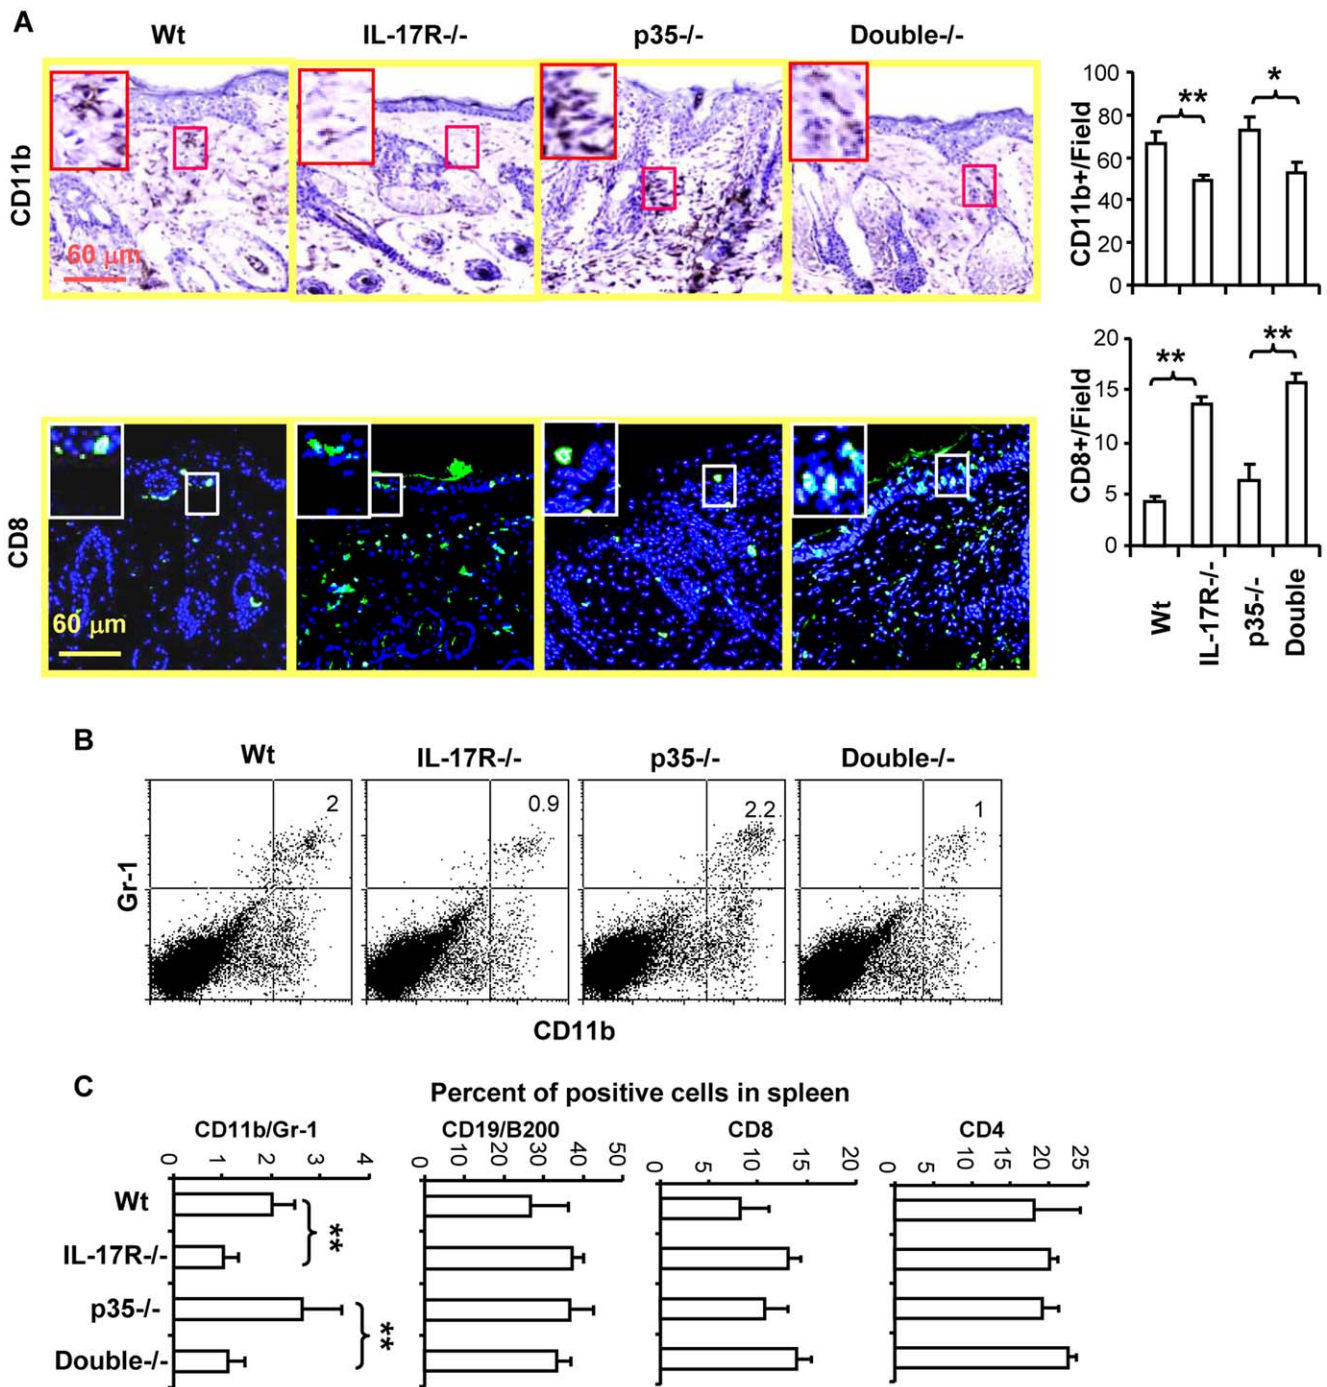 A
Wt IL-17R-/- p35-/- Double-/-
CD11b
60 μm
CD11b+/Field
100
80
60
40
20
0
** *
CD8
60 μm
CD8+/Field
20
15
10
5
0
** **
Wt IL-17R-/- p35-/- Double
B
Wt IL-17R-/- p35-/- Double-/-
Gr-1
2 0.9 2.2 1
CD11b
C
Percent of positive cells in spleen
CD11b/Gr-1 CD19/B200 CD8 CD4
0 1 2 3 4 0 10 20 30 40 50 0 5 10 15 20 0 5 10 15 20 25
Wt
**
IL-17R-/-
p35-/-
**
Double-/-